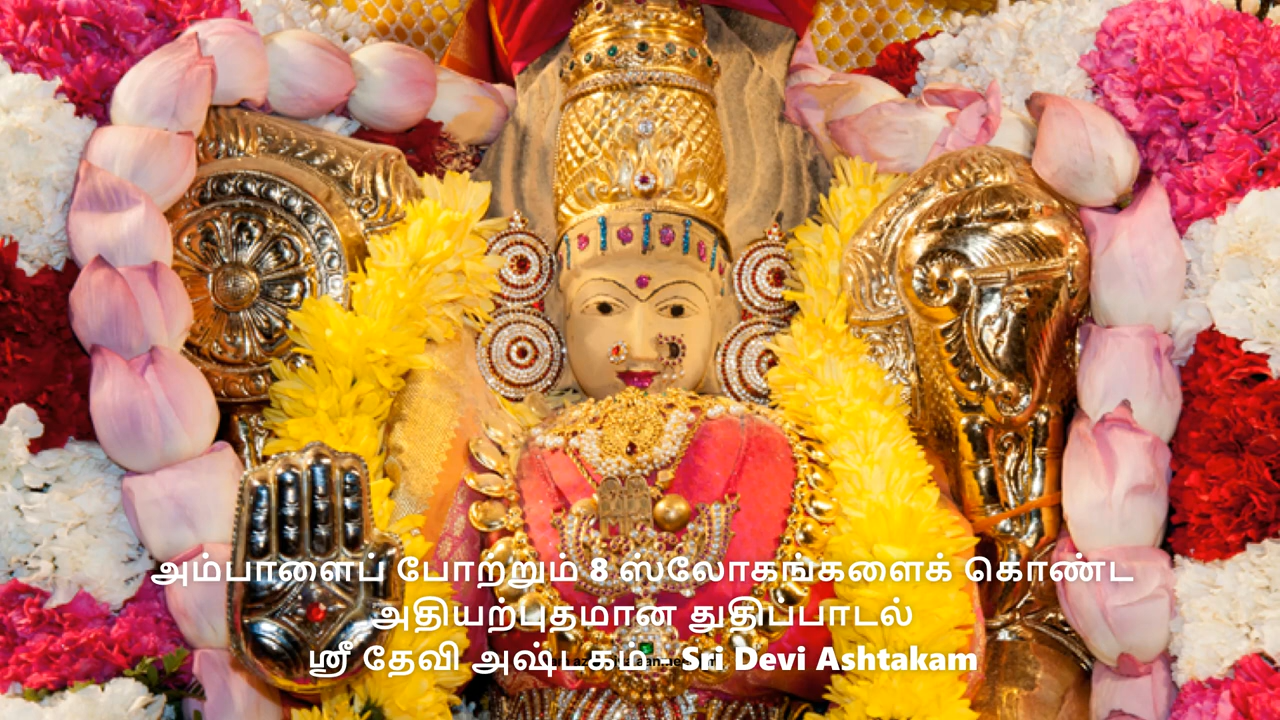 அம்பாளைப் போற்றும் 8 ஸ்லோகங்களைக் கொண்ட
அதியற்புதமான துதிப்பாடல்
ஸ்ரீ தேவி அஷ்டகம் - Sri Devi Ashtakam